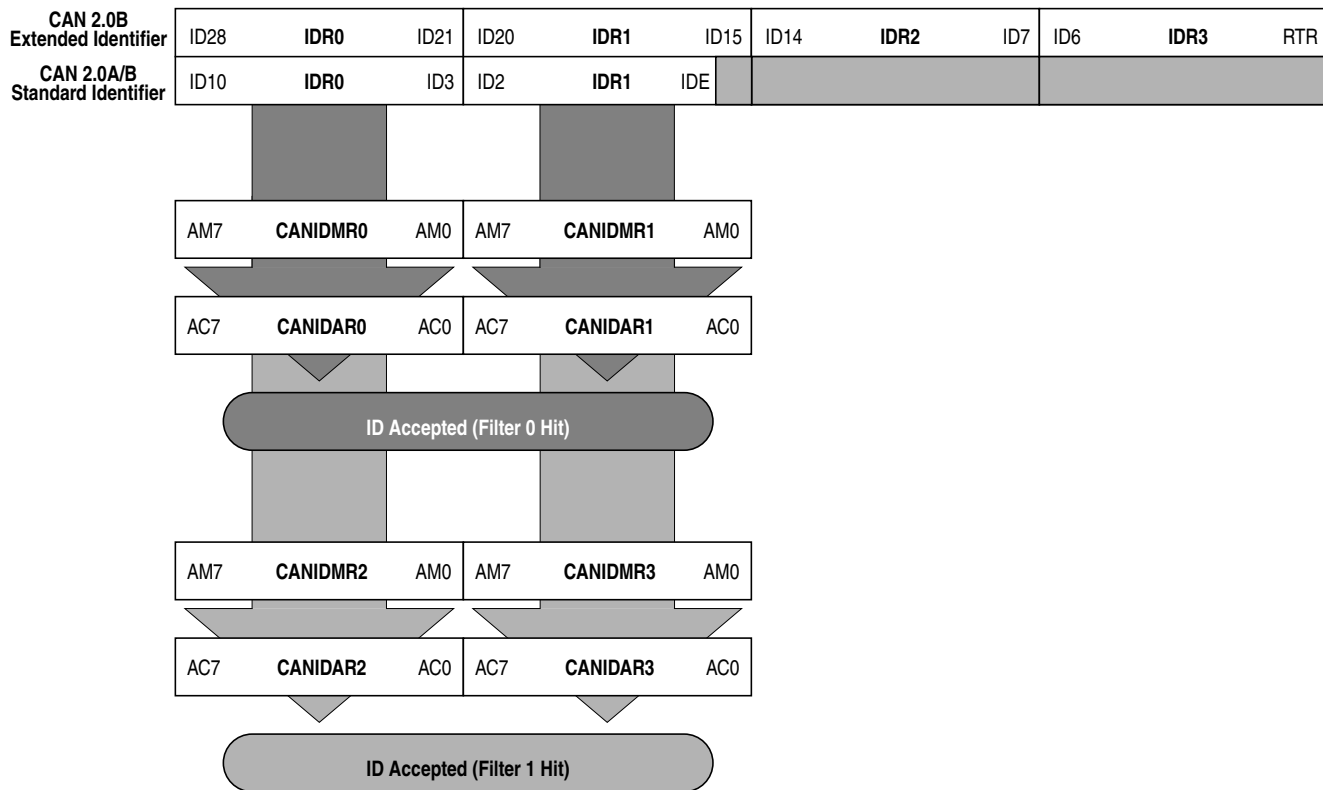 CAN 2.0B
Extended Identifier
ID28 IDR0 ID21 ID20 IDR1 ID15 ID14 IDR2 ID7 ID6 IDR3 RTR
CAN 2.0A/B
Standard Identifier
ID10 IDR0 ID3 ID2 IDR1 IDE
AM7 CANIDMR0 AM0 AM7 CANIDMR1 AM0
AC7 CANIDAR0 AC0 AC7 CANIDAR1 AC0
ID Accepted (Filter 0 Hit)
AM7 CANIDMR2 AM0 AM7 CANIDMR3 AM0
AC7 CANIDAR2 AC0 AC7 CANIDAR3 AC0
ID Accepted (Filter 1 Hit)